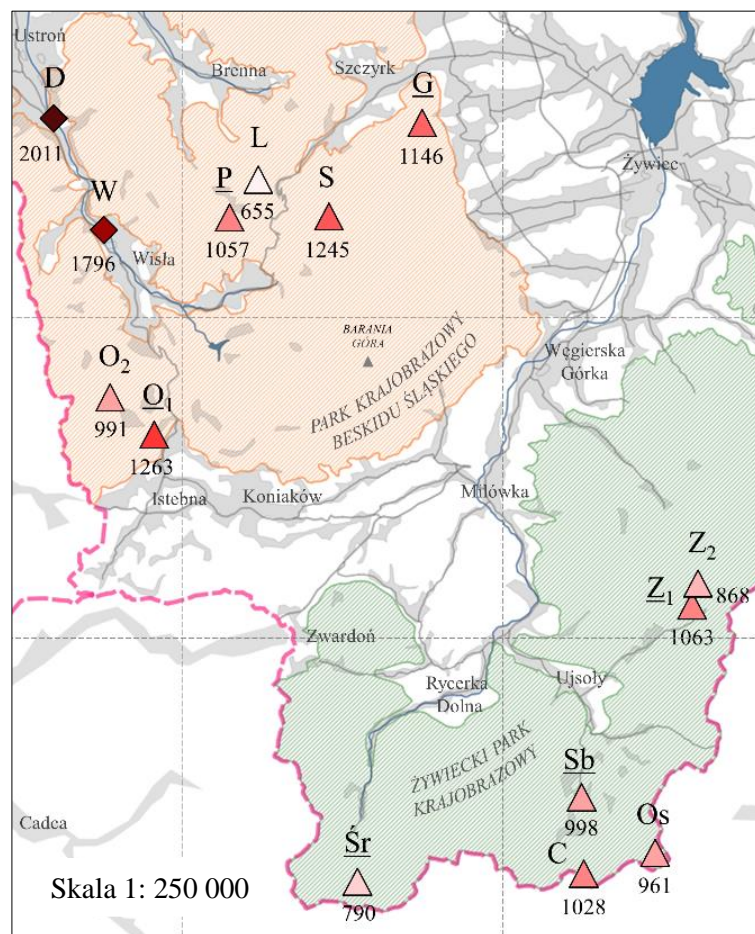 Ustroń
Brenna
Szczyrk
D
G
2011
1146
Żywiec
L
P
S
655
W
1057
1245
1796
Wisła
BARANIA
GÓRA
PARK KRAJOBRAZOWY
BESKIDU ŚLĄSKIEGO
Węgierska
Górka
O2
O1
991
1263
Istebna
Koniaków
Milówka
Z2
Z1
868
1063
Zwardoń
Rycerka
Dolna
Ujsoły
ŻYWIECKI PARK
KRAJOBRAZOWY
Sb
998
Cadca
Os
Śr
C
961
Skala 1: 250 000
790
1028